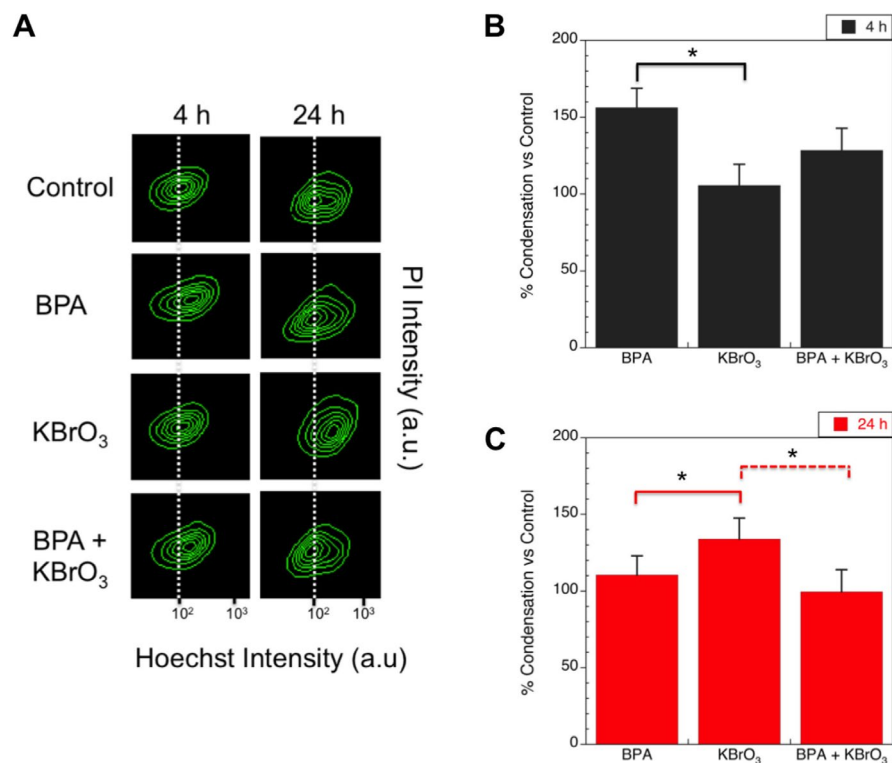 A
4 h 24 h
Control
BPA
KBrO₃
BPA +
KBrO₃
10² 10³ 10² 10³
Hoechst Intensity (a.u)
PI Intensity (a.u.)
B
4 h
200
150
100
50
0
% Condensation vs Control
*
BPA KBrO₃ BPA + KBrO₃
C
24 h
200
150
100
50
0
% Condensation vs Control
* *
BPA KBrO₃ BPA + KBrO₃